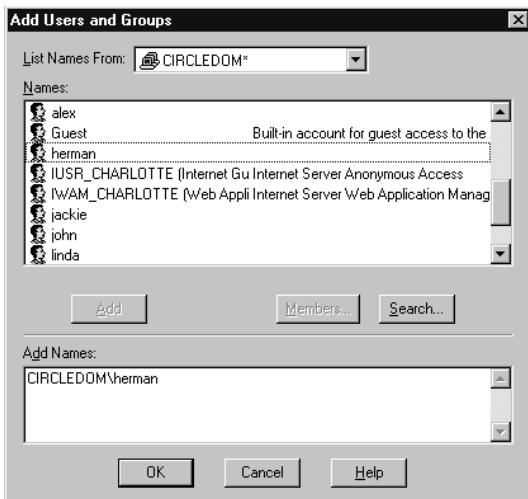 Add Users and Groups
List Names From: CIRCLEDOM*
Names:
alex
Guest Built-in account for guest access to the
herman
IUSR_CHARLOTTE (Internet Gu Internet Server Anonymous Access
IWAM_CHARLOTTE (Web Appli Internet Server Web Application Manag
jackie
john
linda
Add Members... Search...
Add Names:
CIRCLEDOM\herman
OK Cancel Help